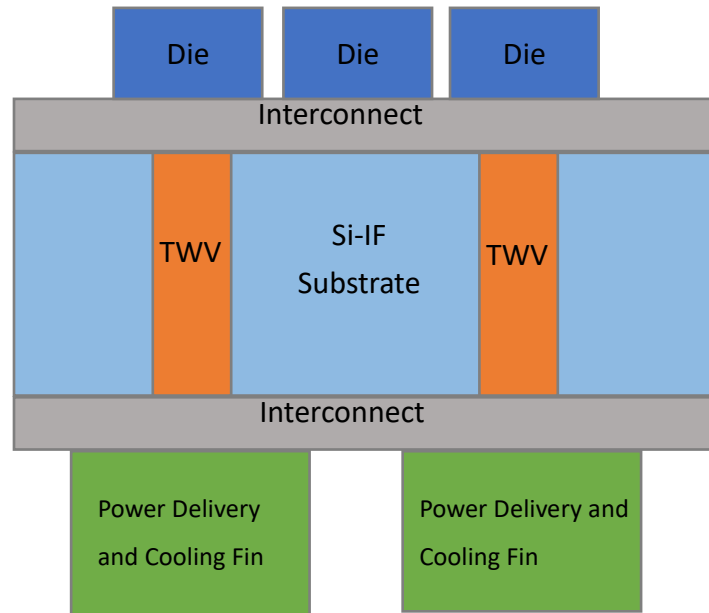 Die
Die
Die
Interconnect
TWV
Si-IF
Substrate
TWV
Interconnect
Power Delivery
and Cooling Fin
Power Delivery and
Cooling Fin